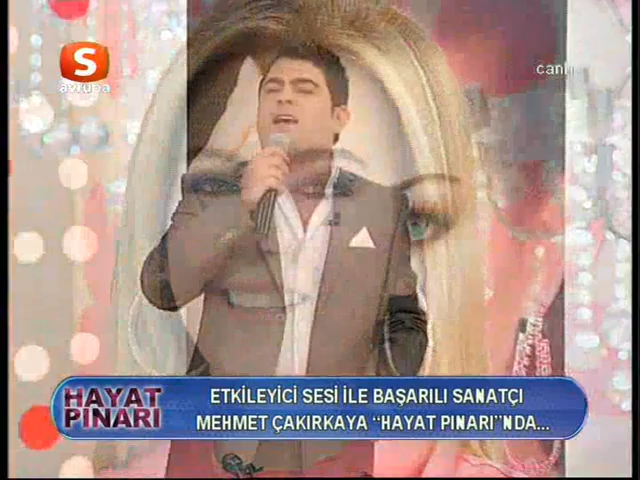 S
avrupa
canlı
HAYAT
PINARI
ETKİLEYİCİ SESİ İLE BAŞARILI SANATÇI
MEHMET ÇAKIRKAYA “HAYAT PINARI”NDA...